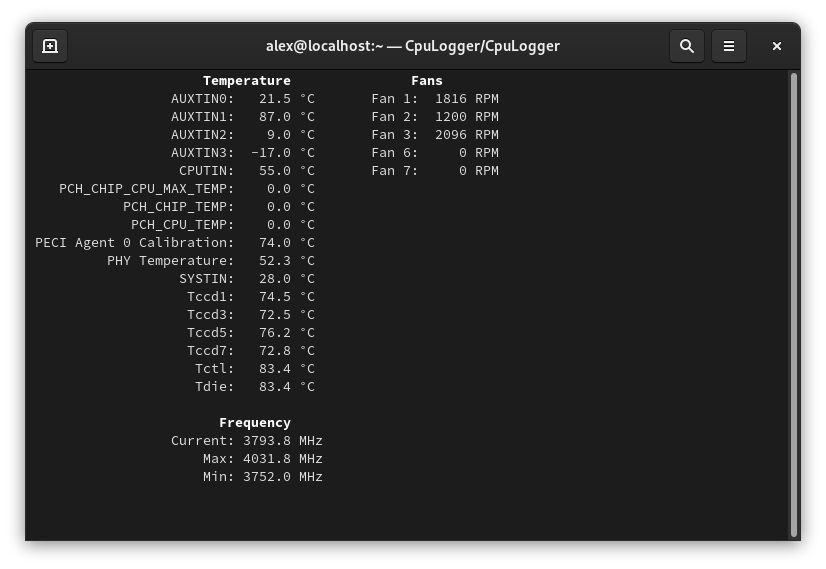 alex@localhost:~ — CpuLogger/CpuLogger
Temperature Fans
AUXTIN0: 21.5 °C Fan 1: 1816 RPM
AUXTIN1: 87.0 °C Fan 2: 1200 RPM
AUXTIN2: 9.0 °C Fan 3: 2096 RPM
AUXTIN3: -17.0 °C Fan 6: 0 RPM
CPUTIN: 55.0 °C Fan 7: 0 RPM
PCH_CHIP_CPU_MAX_TEMP: 0.0 °C
PCH_CHIP_TEMP: 0.0 °C
PCH_CPU_TEMP: 0.0 °C
PECI Agent 0 Calibration: 74.0 °C
PHY Temperature: 52.3 °C
SYSTIN: 28.0 °C
Tccd1: 74.5 °C
Tccd3: 72.5 °C
Tccd5: 76.2 °C
Tccd7: 72.8 °C
Tctl: 83.4 °C
Tdie: 83.4 °C
Frequency
Current: 3793.8 MHz
Max: 4031.8 MHz
Min: 3752.0 MHz